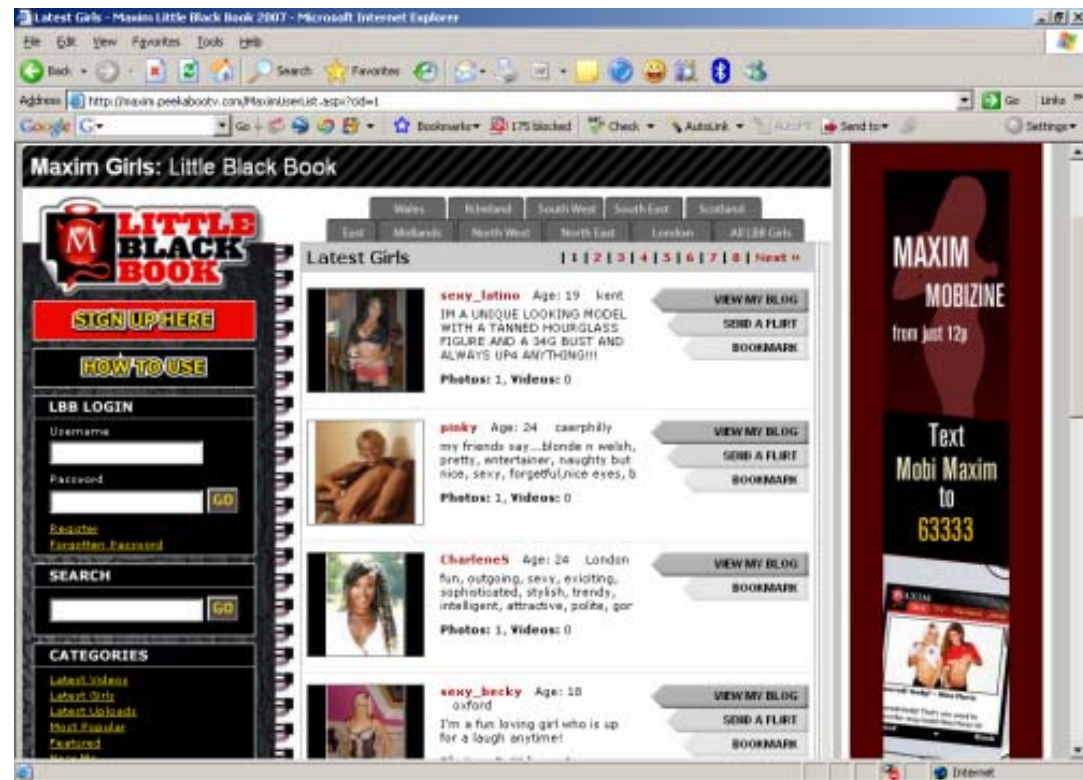 Latest Girls - Maxim Little Black Book 2007 - Microsoft Internet Explorer
File Edit View Favorites Tools Help
Back Search Favorites
Address http://maxim.peekabootv.com/MaximUserList.aspx?cid=1 Go Links
Google G Go Bookmarks 175 blocked Check AutoLink AutoFill Send to Settings
Maxim Girls: Little Black Book
M LITTLE
BLACK
BOOK
SIGN UP HERE
HOW TO USE
LBB LOGIN
Username
Password
GO
Register
Forgotten Password
SEARCH
GO
CATEGORIES
Latest Videos
Latest Girls
Latest Uploads
Most Popular
Featured
Wales N.Ireland South West South East Scotland
East Midlands North West North East London All LBB Girls
Latest Girls | 1 | 2 | 3 | 4 | 5 | 6 | 7 | 8 | Next »
sexy_latino Age: 19 kent
IM A UNIQUE LOOKING MODEL
WITH A TANNED HOURGLASS
FIGURE AND A 34G BUST AND
ALWAYS UP4 ANYTHING!!!
Photos: 1, Videos: 0
VIEW MY BLOG
SEND A FLIRT
BOOKMARK
pinky Age: 24 caerphilly
my friends say...blonde n welsh,
pretty, entertainer, naughty but
nice, sexy, forgetful,nice eyes, b
Photos: 1, Videos: 0
VIEW MY BLOG
SEND A FLIRT
BOOKMARK
CharleneS Age: 24 London
fun, outgoing, sexy, exiciting,
sophisticated, stylish, trendy,
intelligent, attractive, polite, gor
Photos: 1, Videos: 0
VIEW MY BLOG
BOOKMARK
sexy_becky Age: 18
oxford
I'm a fun loving girl who is up
for a laugh anytime!
VIEW MY BLOG
SEND A FLIRT
BOOKMARK
MAXIM
MOBIZINE
from just 12p
Text
Mobi Maxim
to
63333
MAXIM
Internet